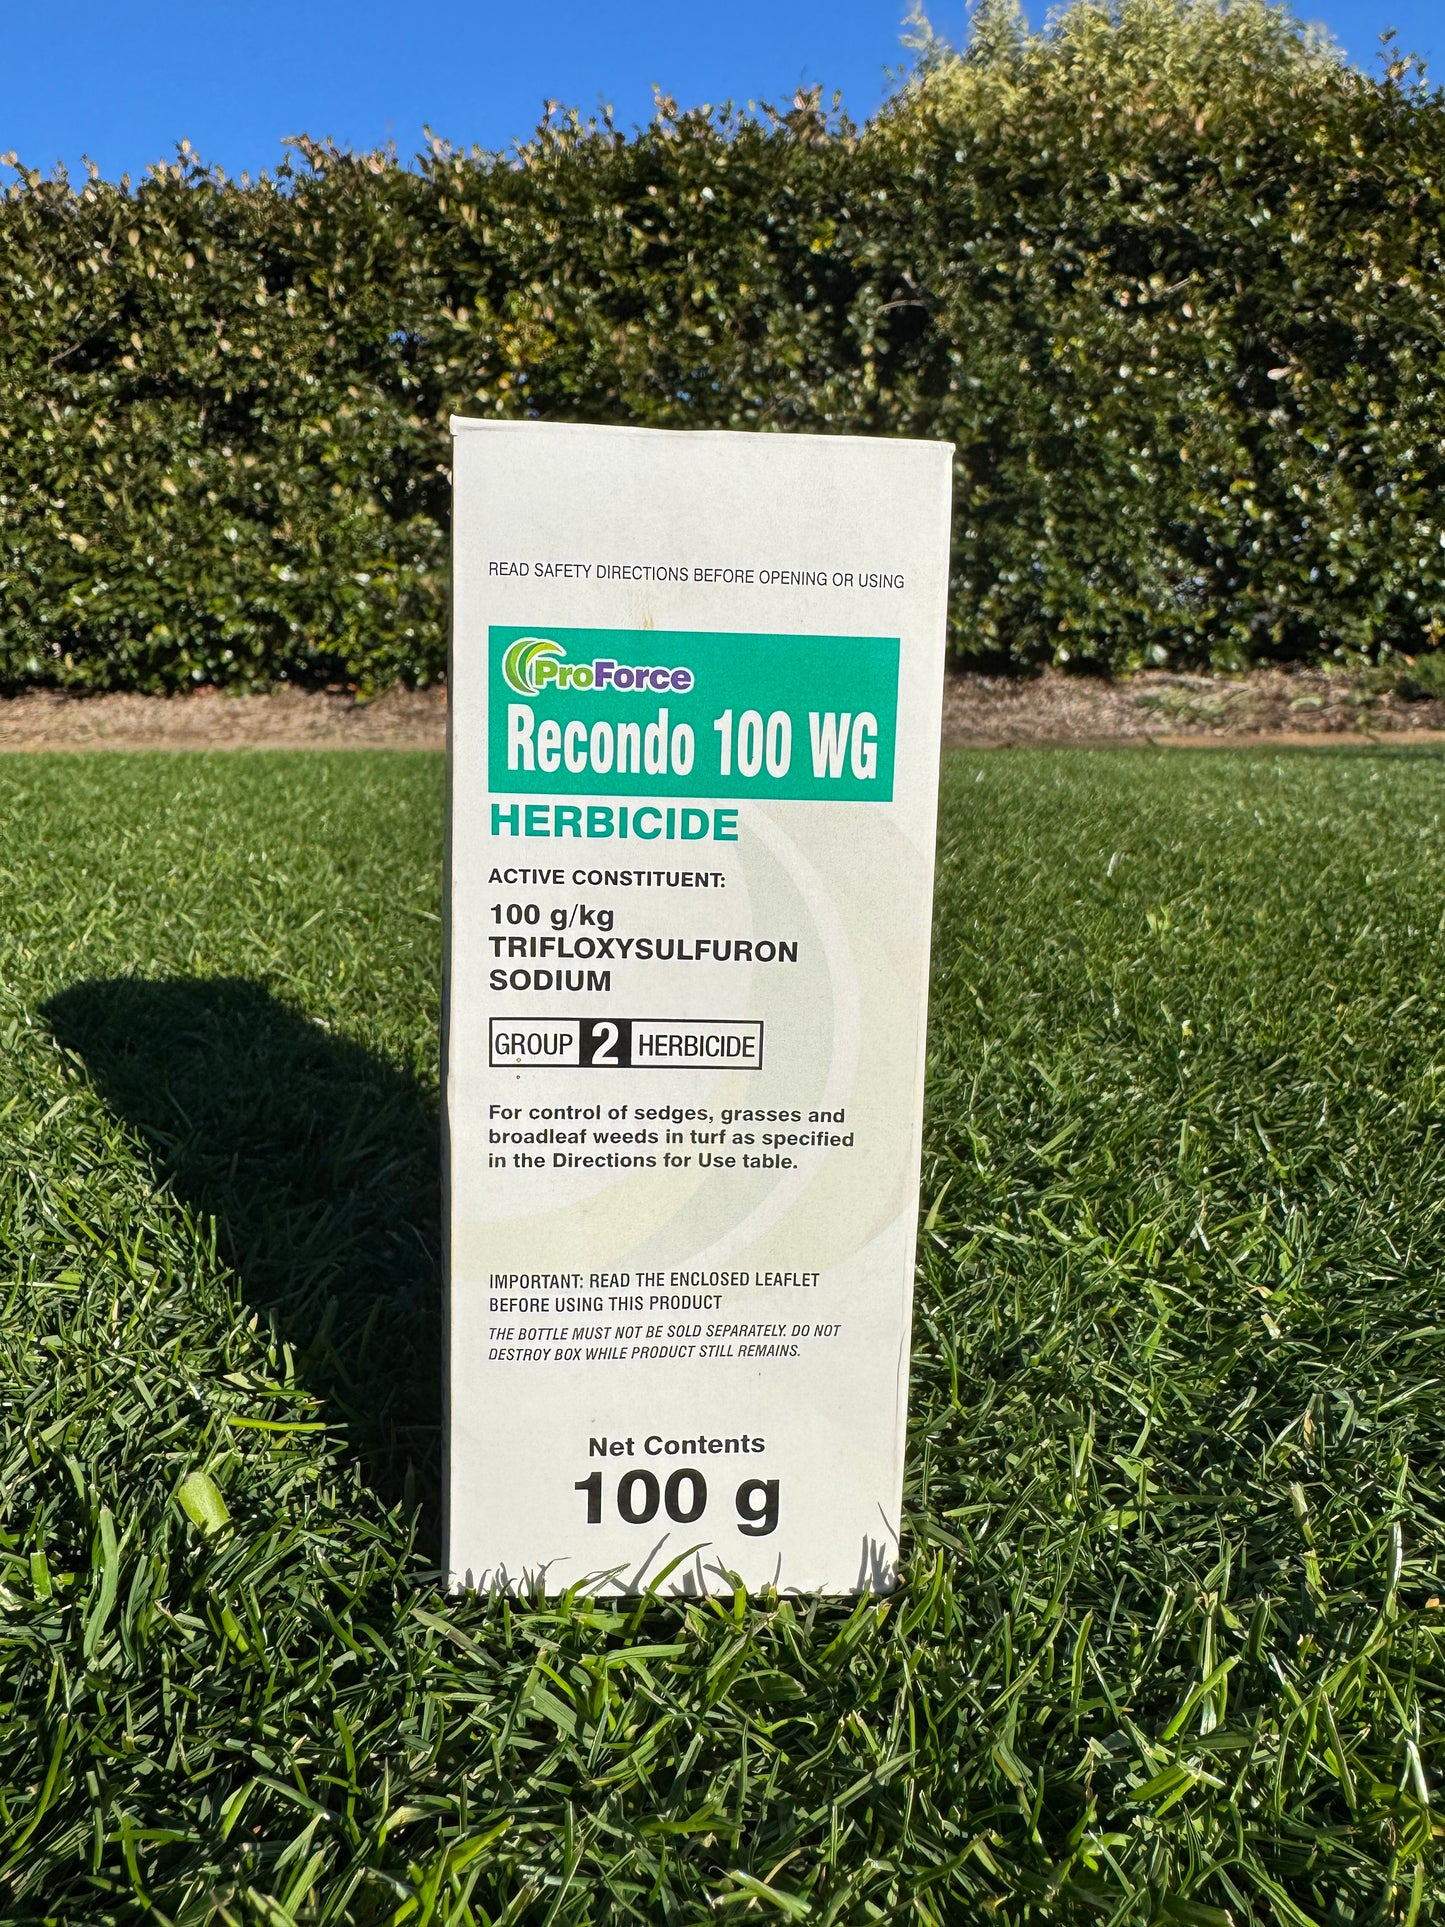 READ SAFETY DIRECTIONS BEFORE OPENING OR USING
ProForce
Recondo 100 WG
HERBICIDE
ACTIVE CONSTITUENT:
100 g/kg
TRIFLOXYSULFURON
SODIUM
GROUP 2 HERBICIDE
For control of sedges, grasses and
broadleaf weeds in turf as specified
in the Directions for Use table.
IMPORTANT: READ THE ENCLOSED LEAFLET
BEFORE USING THIS PRODUCT
THE BOTTLE MUST NOT BE SOLD SEPARATELY. DO NOT
DESTROY BOX WHILE PRODUCT STILL REMAINS.
Net Contents
100 g